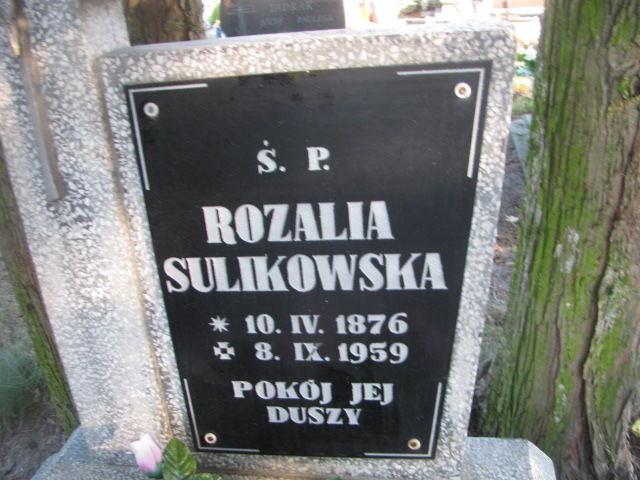 Ś. P.
ROZALIA
SULIKOWSKA
* 10. IV. 1876
✠ 8. IX. 1959
POKÓJ JEJ
DUSZY